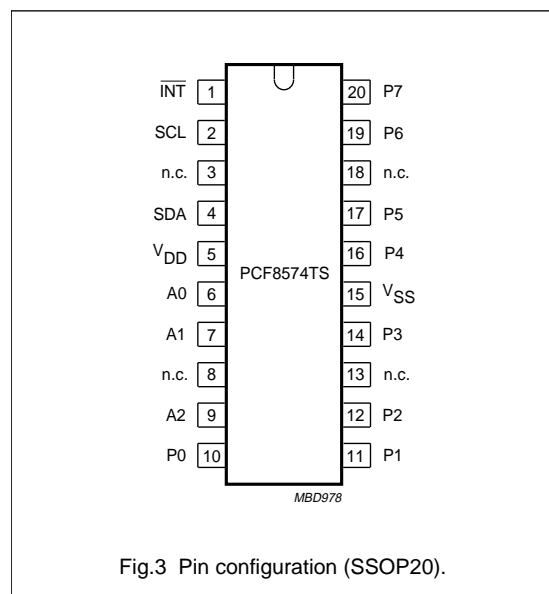 INT 1 20 P7
SCL 2 19 P6
n.c. 3 18 n.c.
SDA 4 17 P5
VDD 5 16 P4
PCF8574TS
A0 6 15 VSS
A1 7 14 P3
n.c. 8 13 n.c.
A2 9 12 P2
P0 10 11 P1
MBD978
Fig.3 Pin configuration (SSOP20).